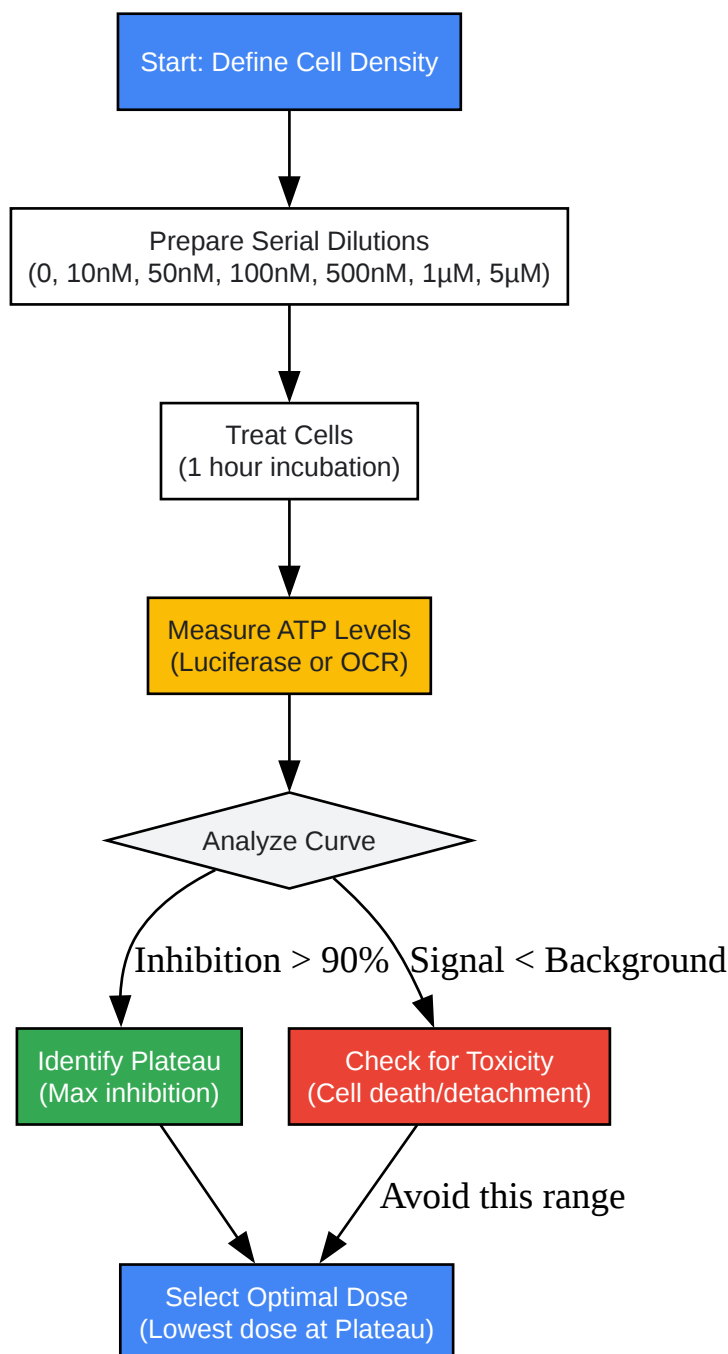 Start: Define Cell Density
Prepare Serial Dilutions
(0, 10nM, 50nM, 100nM, 500nM, 1µM, 5µM)
Treat Cells
(1 hour incubation)
Measure ATP Levels
(Luciferase or OCR)
Analyze Curve
Inhibition > 90%
Signal < Background
Identify Plateau
(Max inhibition)
Check for Toxicity
(Cell death/detachment)
Avoid this range
Select Optimal Dose
(Lowest dose at Plateau)